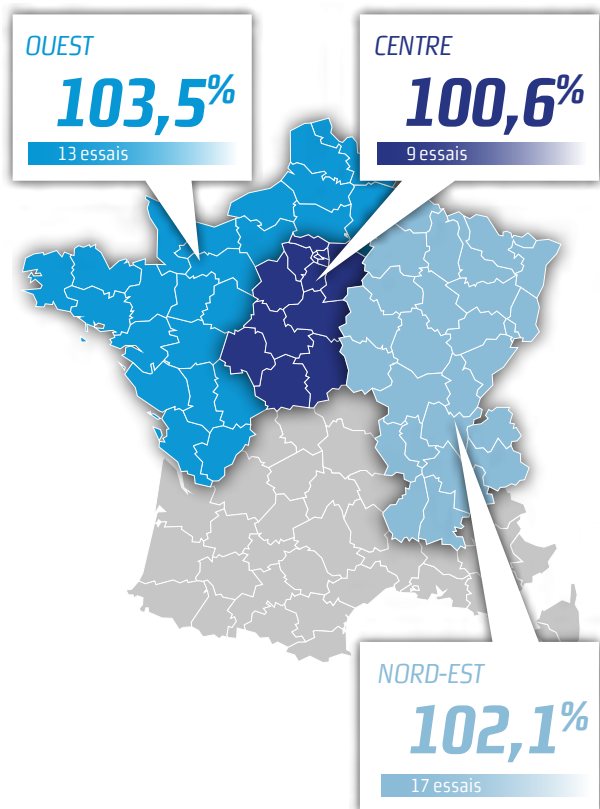 OUEST
103,5%
13 essais
CENTRE
100,6%
9 essais
NORD-EST
102,1%
17 essais